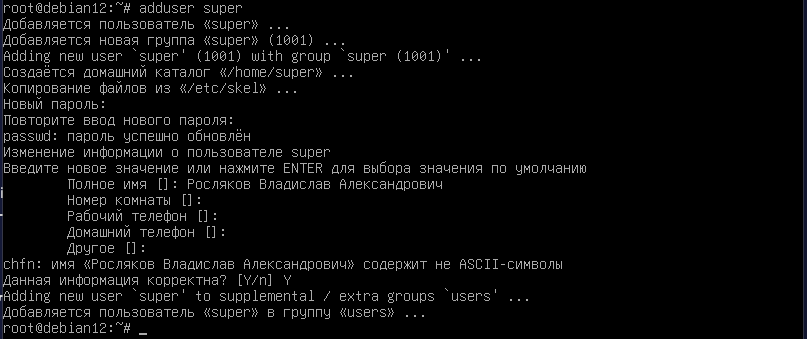 root@debian12:~# adduser super
Добавляется пользователь «super» ...
Добавляется новая группа «super» (1001) ...
Adding new user `super' (1001) with group `super (1001)' ...
Создаётся домашний каталог «/home/super» ...
Копирование файлов из «/etc/skel» ...
Новый пароль:
Повторите ввод нового пароля:
passwd: пароль успешно обновлён
Изменение информации о пользователе super
Введите новое значение или нажмите ENTER для выбора значения по умолчанию
Полное имя []: Росляков Владислав Александрович
Номер комнаты []:
Рабочий телефон []:
Домашний телефон []:
Другое []:
chfn: имя «Росляков Владислав Александрович» содержит не ASCII-символы
Данная информация корректна? [Y/n] Y
Adding new user `super' to supplemental / extra groups `users' ...
Добавляется пользователь «super» в группу «users» ...
root@debian12:~# _